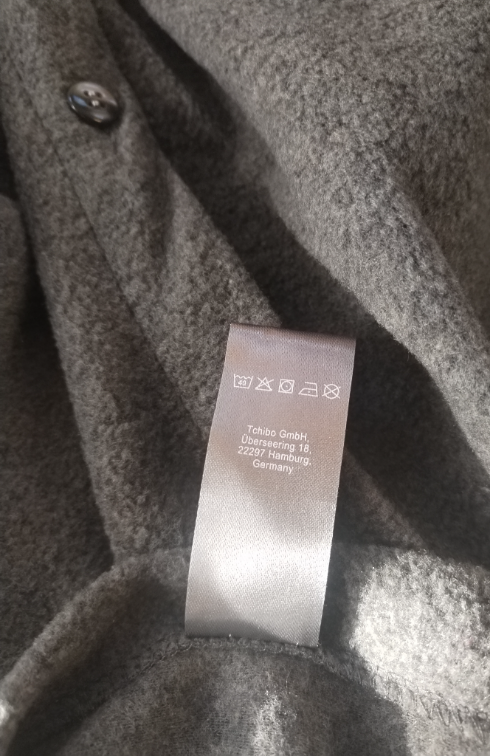 40
Tchibo GmbH,
Überseering 18,
22297 Hamburg,
Germany